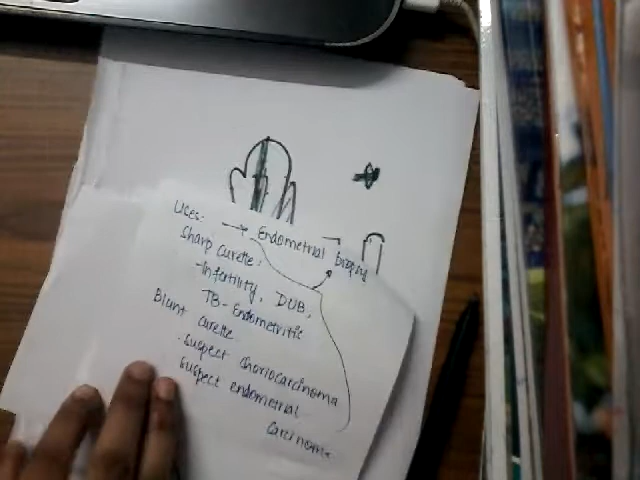 Uses:
→ Endometrial Biopsy
Sharp Curette:
-Infertility, DUB,
TB-Endometritis
Blunt Curette
. Suspect choriocarcinoma
Suspect endometrial
carcinoma